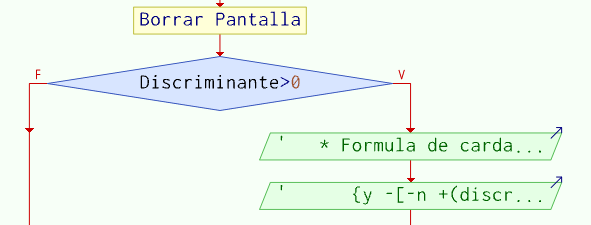 Borrar Pantalla
F
Discriminante>0
V
' * Formula de carda...
' {y -[-n +(discr...